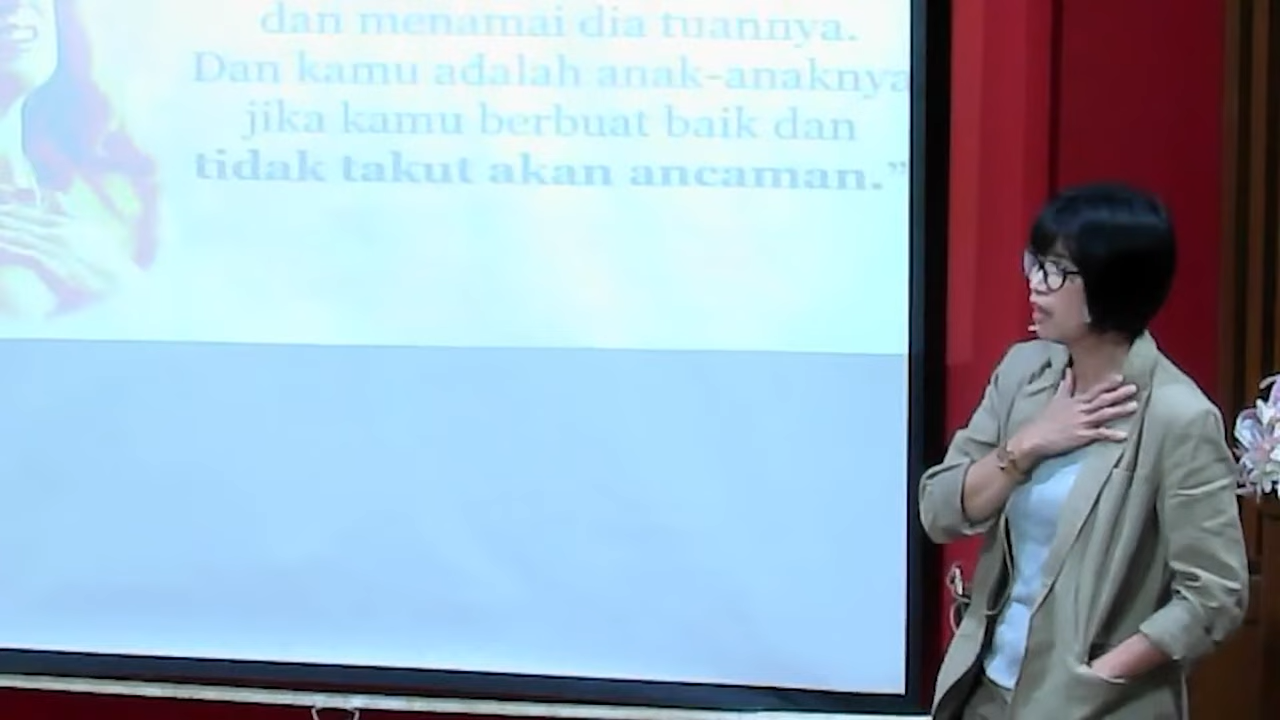 dan menamai dia tuannya.
Dan kamu adalah anak-anaknya
jika kamu berbuat baik dan
tidak takut akan ancaman.”